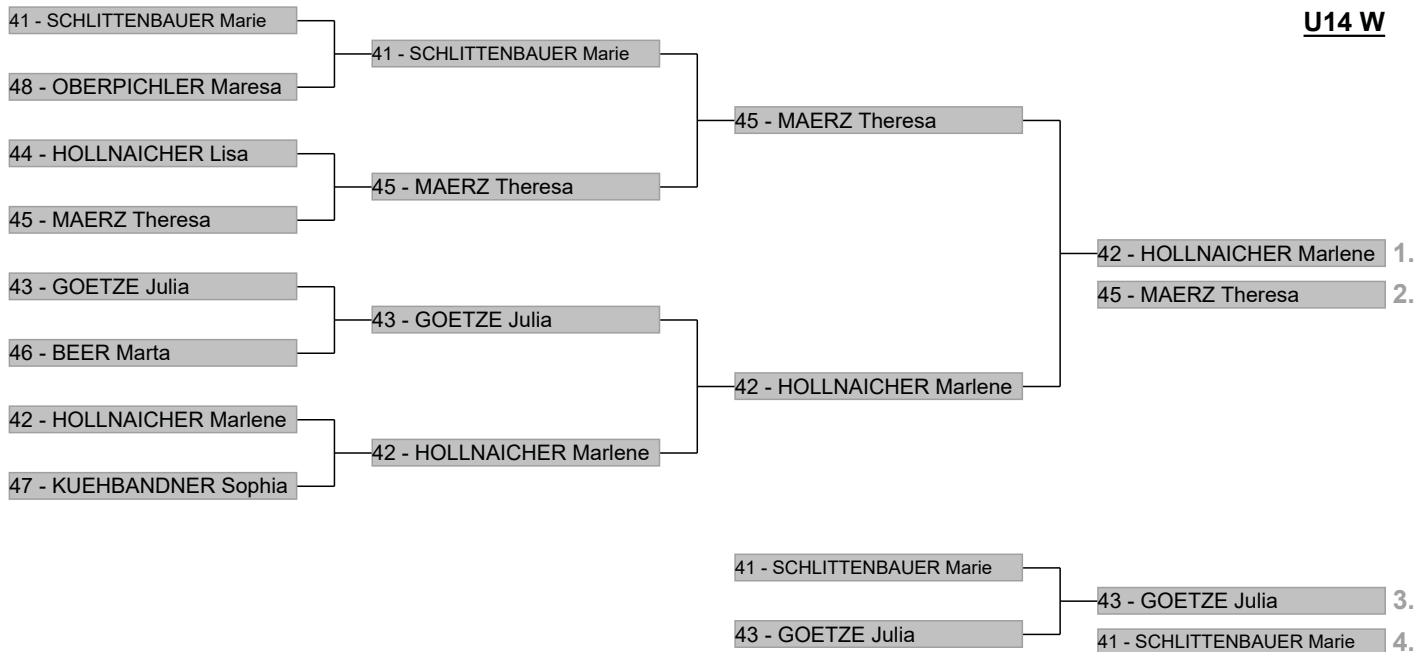 U14 W
41 - SCHLITTENBAUER Marie
48 - OBERPICHLER Maresa
44 - HOLLNAICHER Lisa
45 - MAERZ Theresa
43 - GOETZE Julia
46 - BEER Marta
42 - HOLLNAICHER Marlene
47 - KUEHBANDNER Sophia
41 - SCHLITTENBAUER Marie
45 - MAERZ Theresa
43 - GOETZE Julia
42 - HOLLNAICHER Marlene
45 - MAERZ Theresa
42 - HOLLNAICHER Marlene
42 - HOLLNAICHER Marlene 1.
45 - MAERZ Theresa 2.
41 - SCHLITTENBAUER Marie
43 - GOETZE Julia
43 - GOETZE Julia 3.
41 - SCHLITTENBAUER Marie 4.